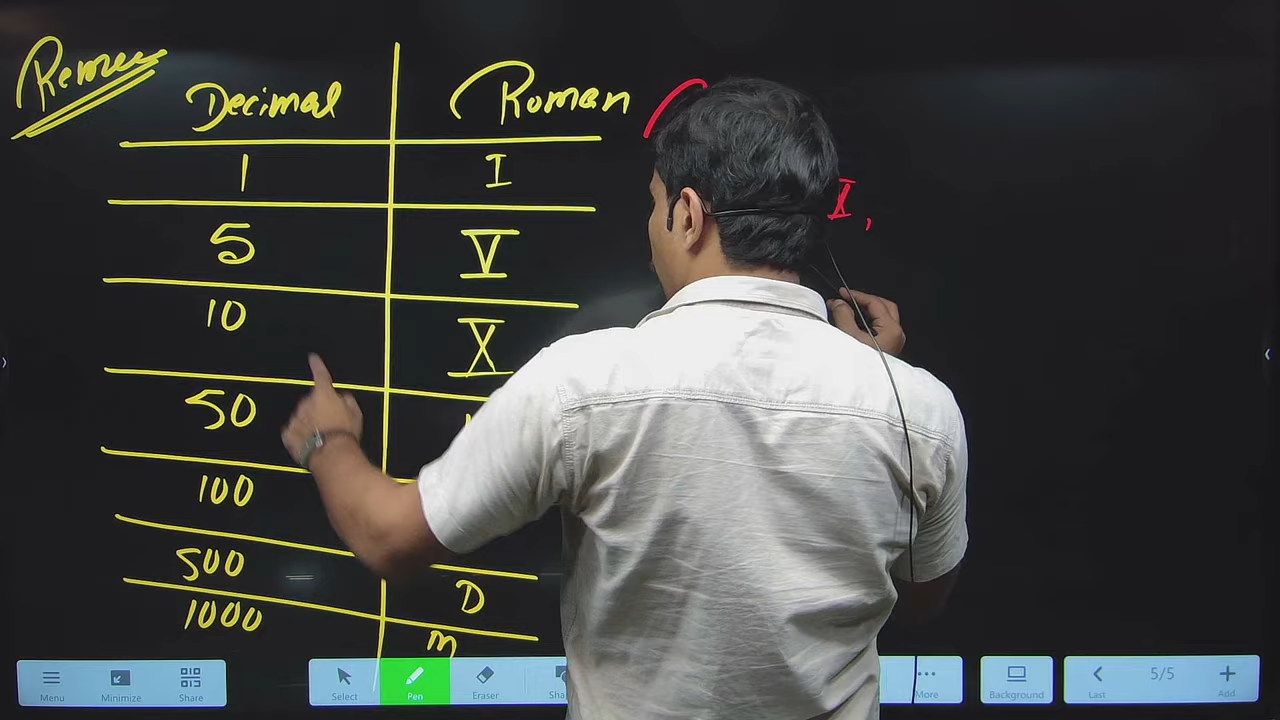 Decimal Roman
1 I
5 V
10 X
50
100
500 D
1000 m
I,
Menu Minimize Share Select Pen Eraser More Background Last 5/5 Add